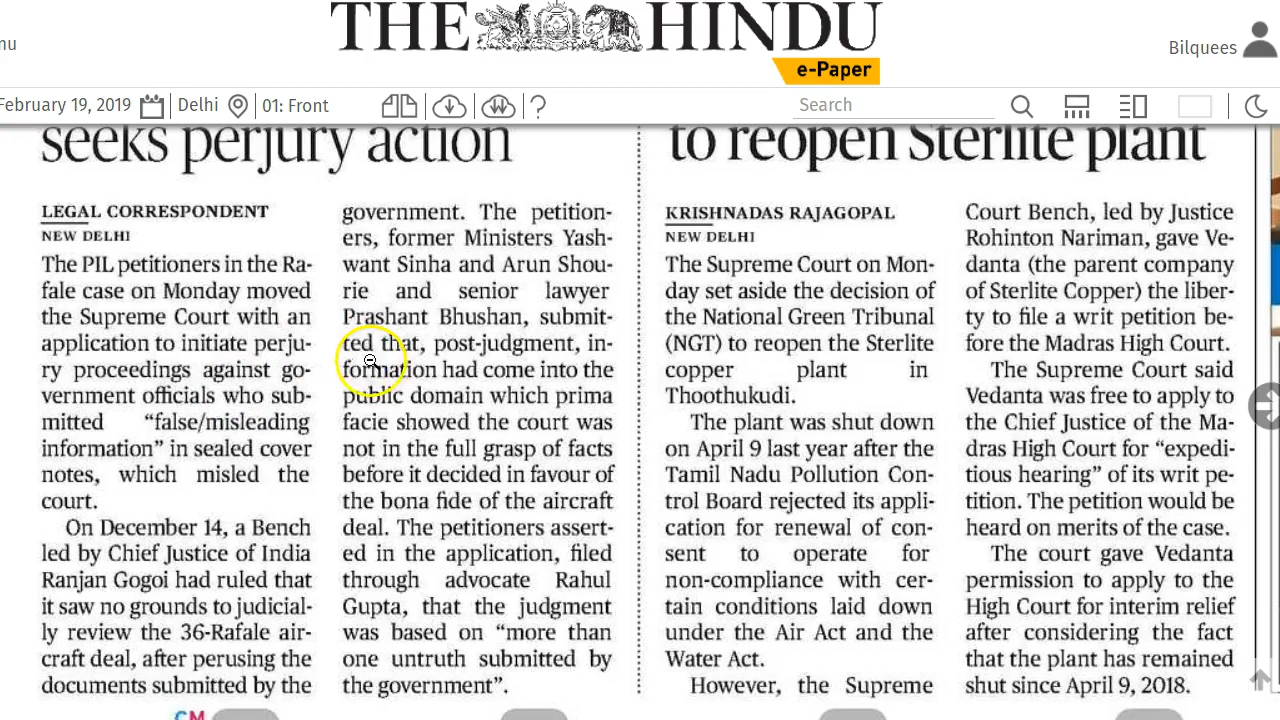 THE HINDU
e-Paper
nu
Bilquees
February 19, 2019
Delhi
01: Front
?
Search
seeks perjury action
LEGAL CORRESPONDENT
NEW DELHI
The PIL petitioners in the Ra-
fale case on Monday moved
the Supreme Court with an
application to initiate perju-
ry proceedings against go-
vernment officials who sub-
mitted “false/misleading
information” in sealed cover
notes, which misled the
court.
On December 14, a Bench
led by Chief Justice of India
Ranjan Gogoi had ruled that
it saw no grounds to judicial-
ly review the 36-Rafale air-
craft deal, after perusing the
documents submitted by the
government. The petition-
ers, former Ministers Yash-
want Sinha and Arun Shou-
rie and senior lawyer
Prashant Bhushan, submit-
ted that, post-judgment, in-
formation had come into the
public domain which prima
facie showed the court was
not in the full grasp of facts
before it decided in favour of
the bona fide of the aircraft
deal. The petitioners assert-
ed in the application, filed
through advocate Rahul
Gupta, that the judgment
was based on “more than
one untruth submitted by
the government”.
to reopen Sterlite plant
KRISHNADAS RAJAGOPAL
NEW DELHI
The Supreme Court on Mon-
day set aside the decision of
the National Green Tribunal
(NGT) to reopen the Sterlite
copper plant in
Thoothukudi.
The plant was shut down
on April 9 last year after the
Tamil Nadu Pollution Con-
trol Board rejected its appli-
cation for renewal of con-
sent to operate for
non-compliance with cer-
tain conditions laid down
under the Air Act and the
Water Act.
However, the Supreme
Court Bench, led by Justice
Rohinton Nariman, gave Ve-
danta (the parent company
of Sterlite Copper) the liber-
ty to file a writ petition be-
fore the Madras High Court.
The Supreme Court said
Vedanta was free to apply to
the Chief Justice of the Ma-
dras High Court for “expedi-
tious hearing” of its writ pe-
tition. The petition would be
heard on merits of the case.
The court gave Vedanta
permission to apply to the
High Court for interim relief
after considering the fact
that the plant has remained
shut since April 9, 2018.
CM